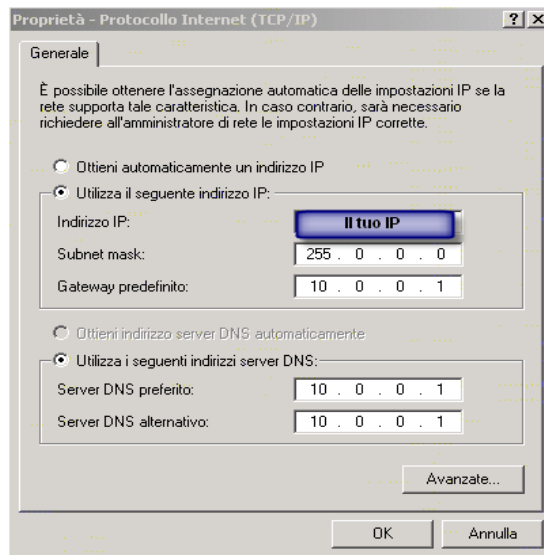 Proprietà - Protocollo Internet (TCP/IP)
Generale
È possibile ottenere l'assegnazione automatica delle impostazioni IP se la
rete supporta tale caratteristica. In caso contrario, sarà necessario
richiedere all'amministratore di rete le impostazioni IP corrette.
Ottieni automaticamente un indirizzo IP
Utilizza il seguente indirizzo IP:
Indirizzo IP: Il tuo IP
Subnet mask: 255 . 0 . 0 . 0
Gateway predefinito: 10 . 0 . 0 . 1
Ottieni indirizzo server DNS automaticamente
Utilizza i seguenti indirizzi server DNS:
Server DNS preferito: 10 . 0 . 0 . 1
Server DNS alternativo: 10 . 0 . 0 . 1
Avanzate...
OK Annulla